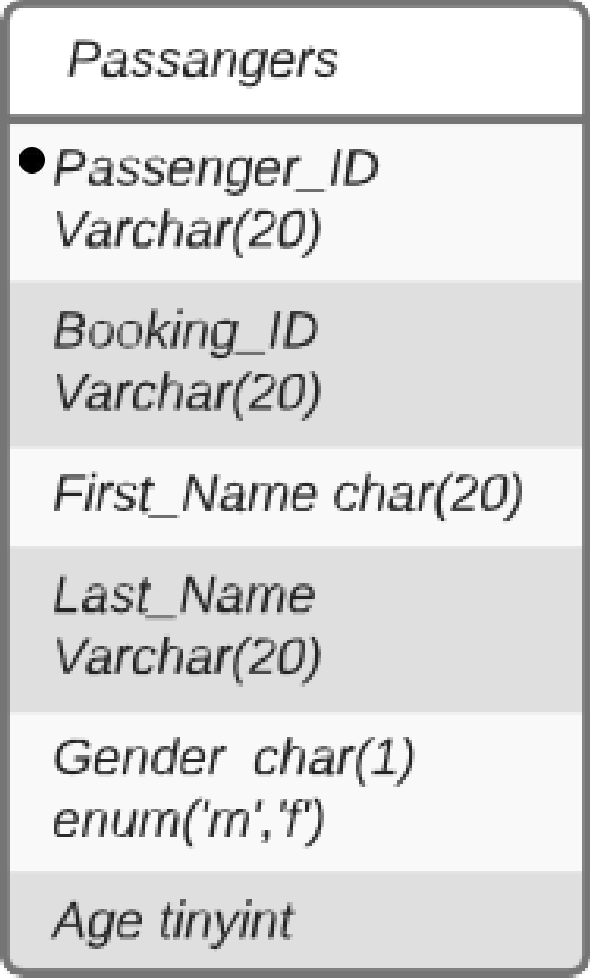 Passangers
Passenger_ID
Varchar(20)
Booking_ID
Varchar(20)
First_Name char(20)
Last_Name
Varchar(20)
Gender char(1)
enum('m','f')
Age tinyint